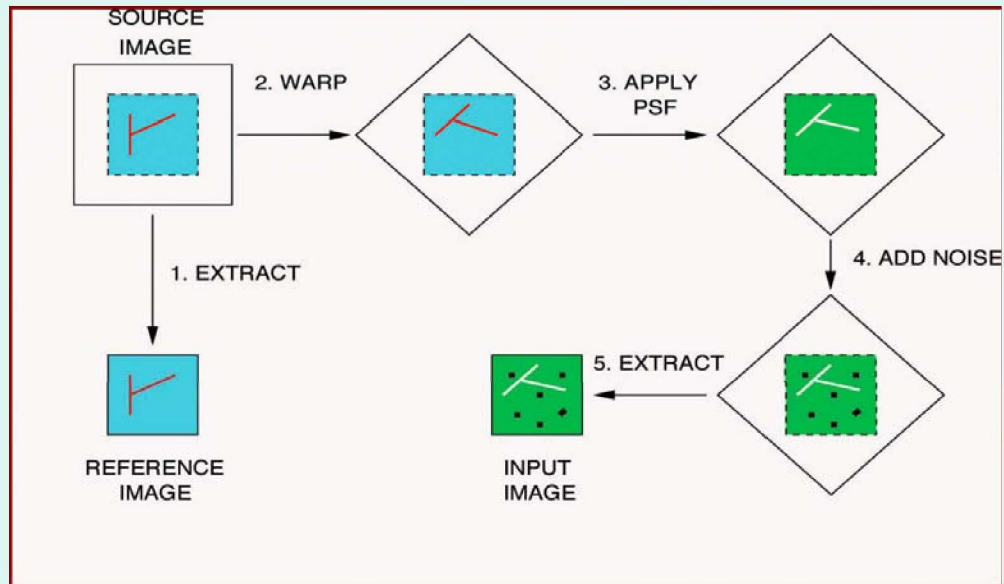 SOURCE
IMAGE
2. WARP
3. APPLY
PSF
1. EXTRACT
4. ADD NOISE
5. EXTRACT
REFERENCE
IMAGE
INPUT
IMAGE